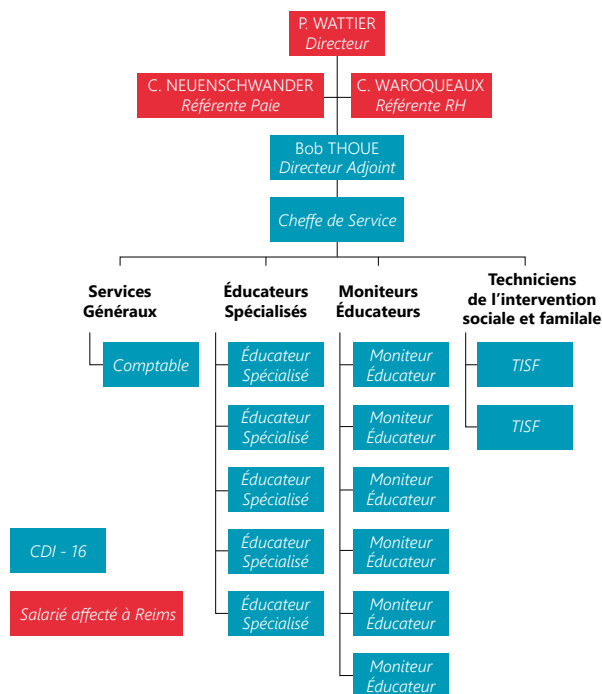 P. WATTIER
Directeur
C. NEUENSCHWANDER
Référente Paie
C. WAROQUEAUX
Référente RH
Bob THOUE
Directeur Adjoint
Cheffe de Service
Services
Généraux
Éducateurs
Spécialisés
Moniteurs
Éducateurs
Techniciens
de l'intervention
sociale et familale
Comptable
Éducateur
Spécialisé
Moniteur
Éducateur
TISF
Éducateur
Spécialisé
Moniteur
Éducateur
TISF
Éducateur
Spécialisé
Moniteur
Éducateur
Éducateur
Spécialisé
Moniteur
Éducateur
Éducateur
Spécialisé
Moniteur
Éducateur
Moniteur
Éducateur
CDI - 16
Salarié affecté à Reims